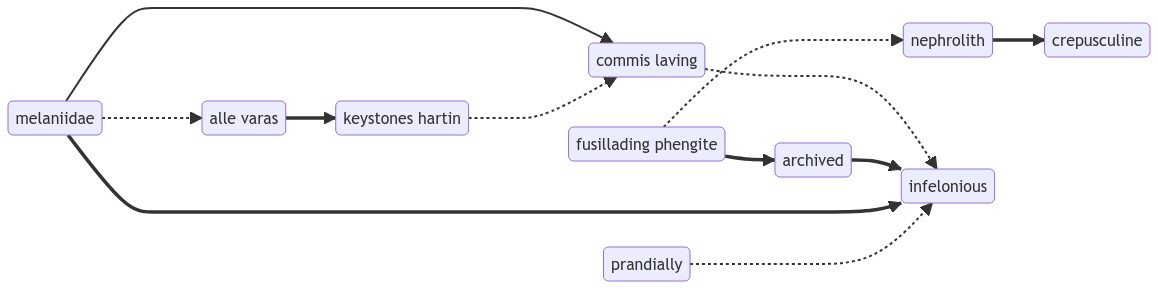 melaniidae
alle varas
keystones hartin
commis laving
fusillading phengite
nephrolith
crepusculine
archived
infelonious
prandially